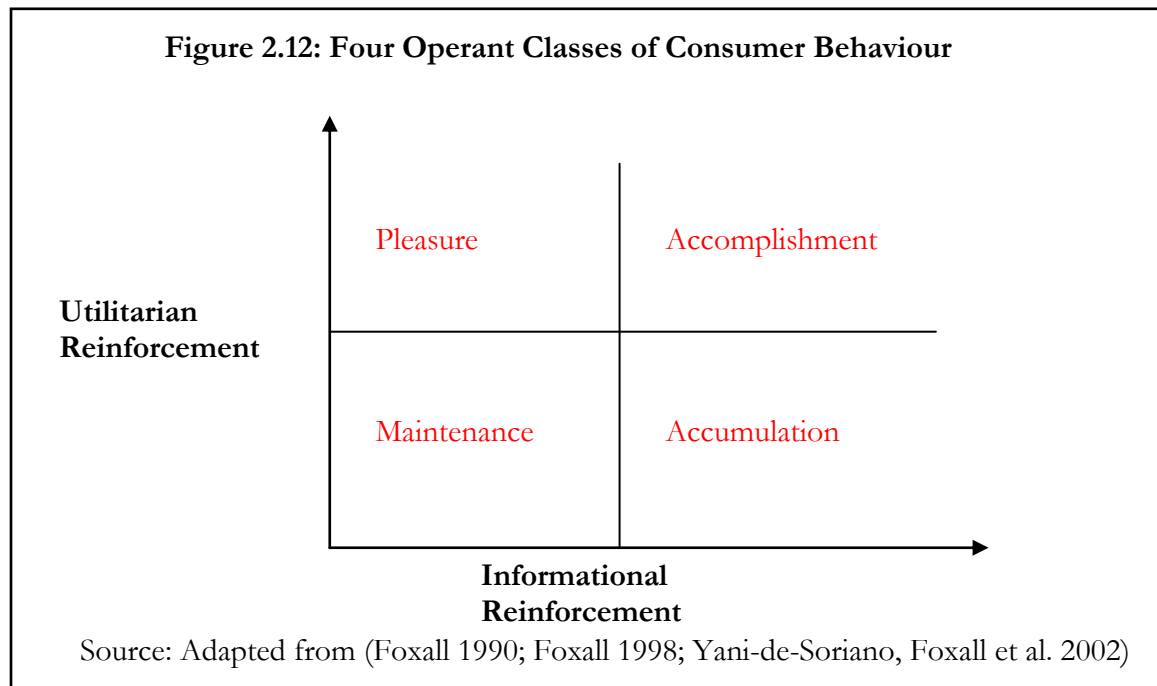 Figure 2.12: Four Operant Classes of Consumer Behaviour
Pleasure
Accomplishment
Utilitarian
Reinforcement
Maintenance
Accumulation
Informational
Reinforcement
Source: Adapted from (Foxall 1990; Foxall 1998; Yani-de-Soriano, Foxall et al. 2002)